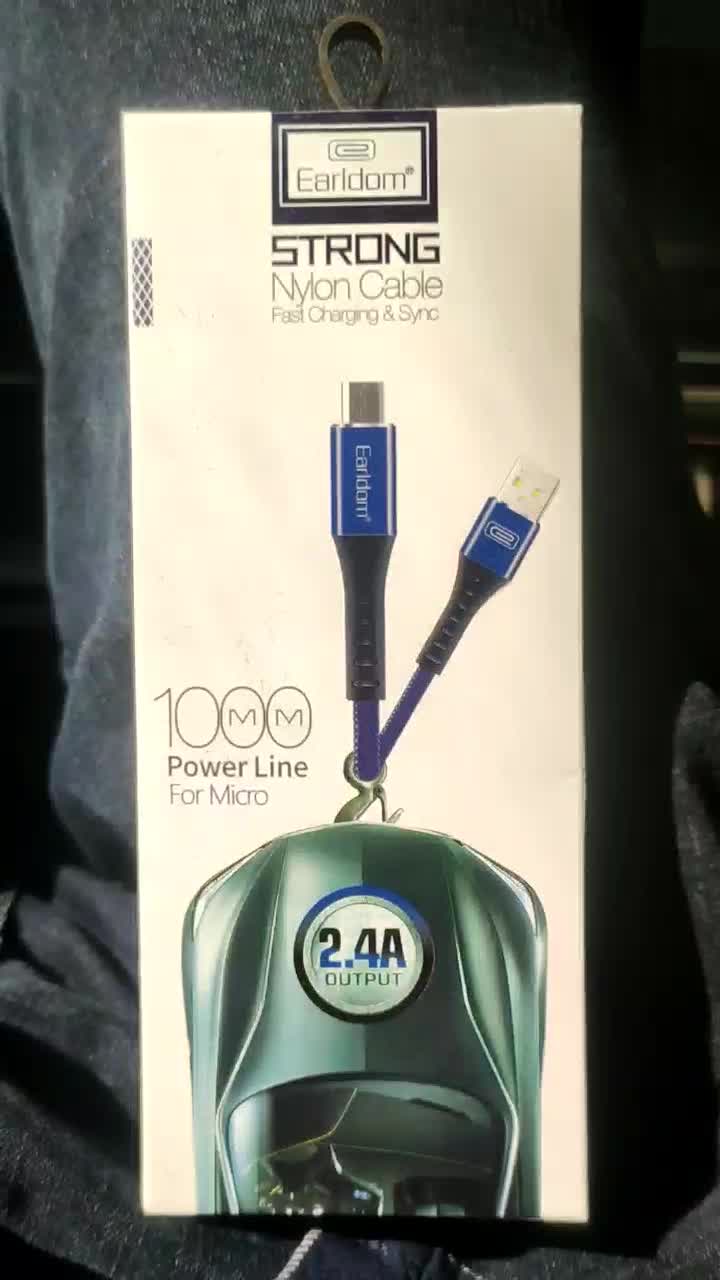 Earldom®
STRONG
Nylon Cable
Fast Charging & Sync
Earldom®
1000MM
Power Line
For Micro
2.4A
OUTPUT